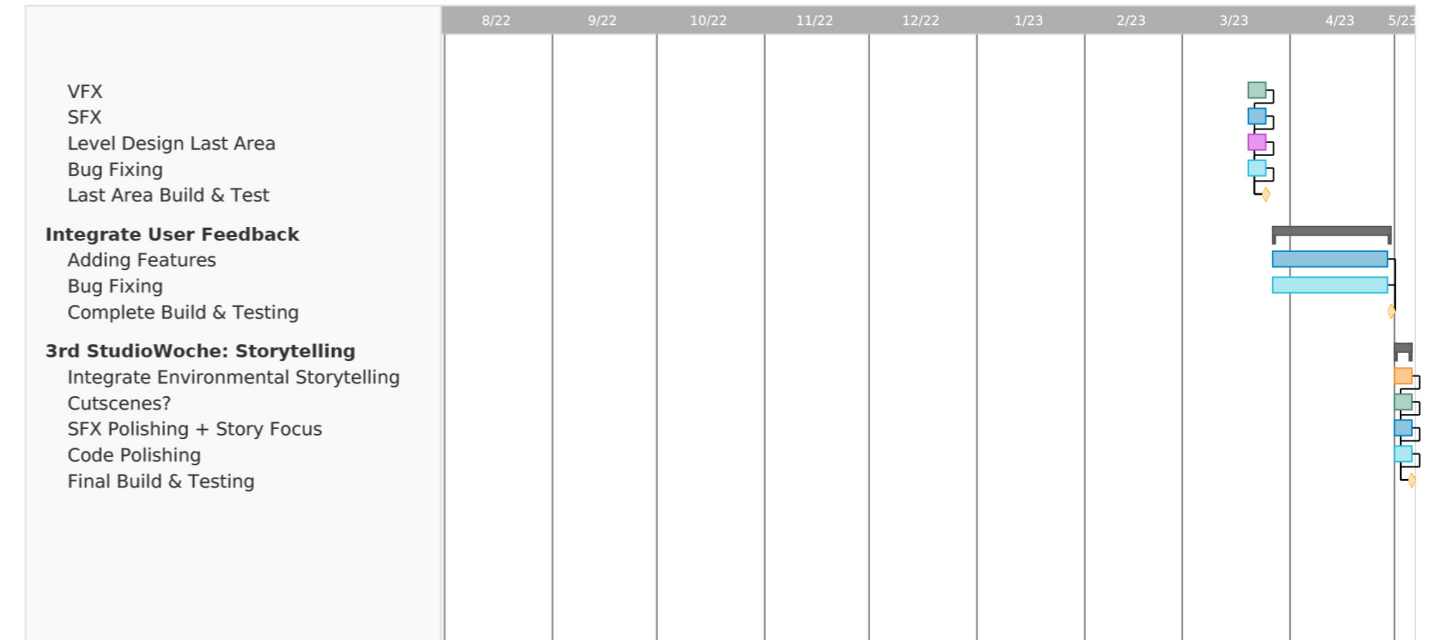 8/22 9/22 10/22 11/22 12/22 1/23 2/23 3/23 4/23 5/23
VFX
SFX
Level Design Last Area
Bug Fixing
Last Area Build & Test
Integrate User Feedback
Adding Features
Bug Fixing
Complete Build & Testing
3rd StudioWoche: Storytelling
Integrate Environmental Storytelling
Cutscenes?
SFX Polishing + Story Focus
Code Polishing
Final Build & Testing